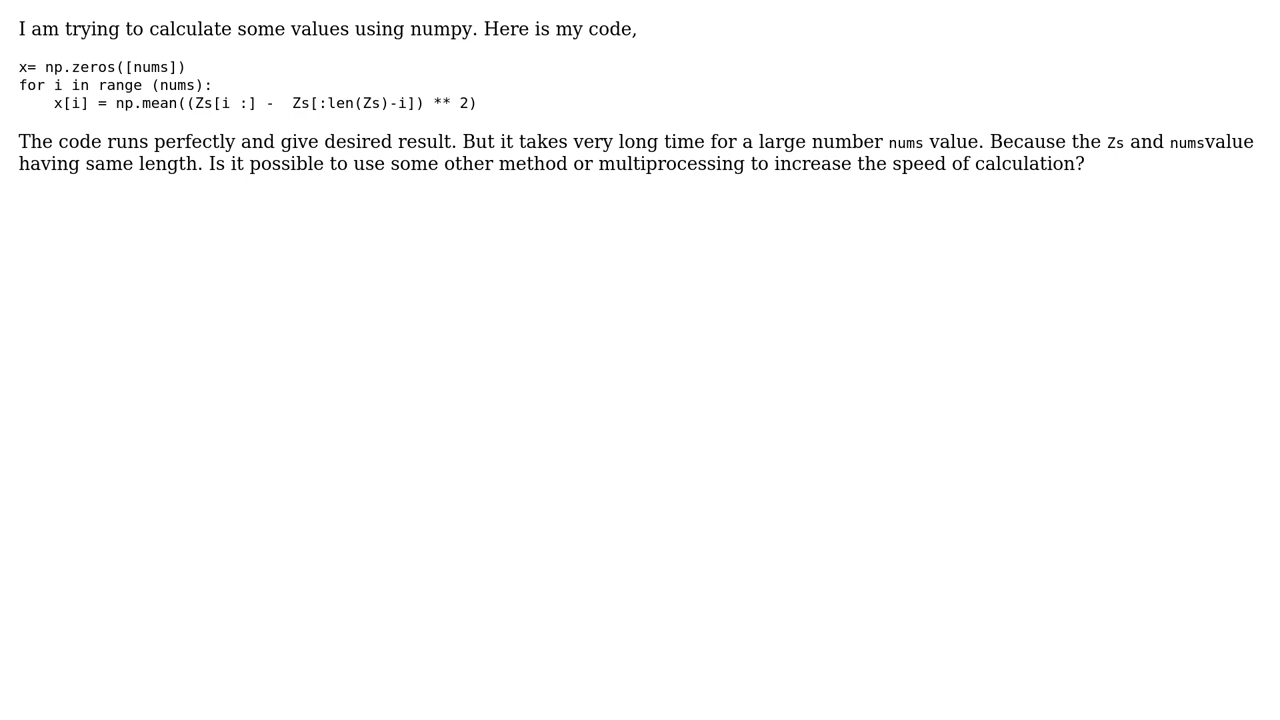 I am trying to calculate some values using numpy. Here is my code,
x= np.zeros([nums])
for i in range (nums):
    x[i] = np.mean((Zs[i :] -  Zs[:len(Zs)-i]) ** 2)
The code runs perfectly and give desired result. But it takes very long time for a large number nums value. Because the Zs and numsvalue
having same length. Is it possible to use some other method or multiprocessing to increase the speed of calculation?